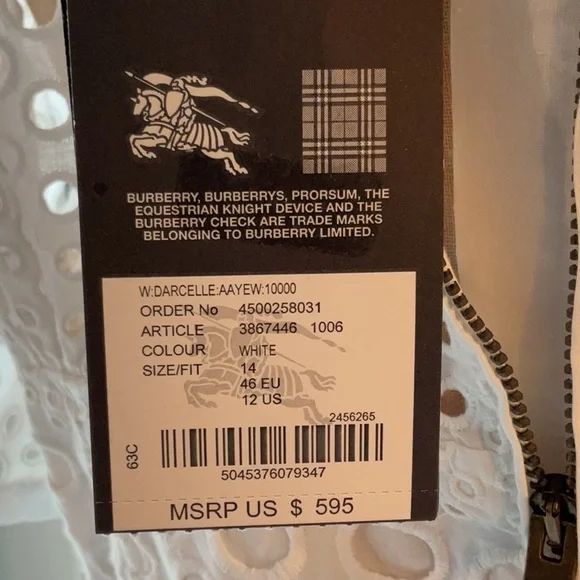 BURBERRY, BURBERRYS, PRORSUM, THE
EQUESTRIAN KNIGHT DEVICE AND THE
BURBERRY CHECK ARE TRADE MARKS
BELONGING TO BURBERRY LIMITED.
W:DARCELLE:AAYEW:10000
ORDER No 4500258031
ARTICLE 3867446 1006
COLOUR WHITE
SIZE/FIT 14
46 EU
12 US
2456265
63C
5045376079347
MSRP US $ 595